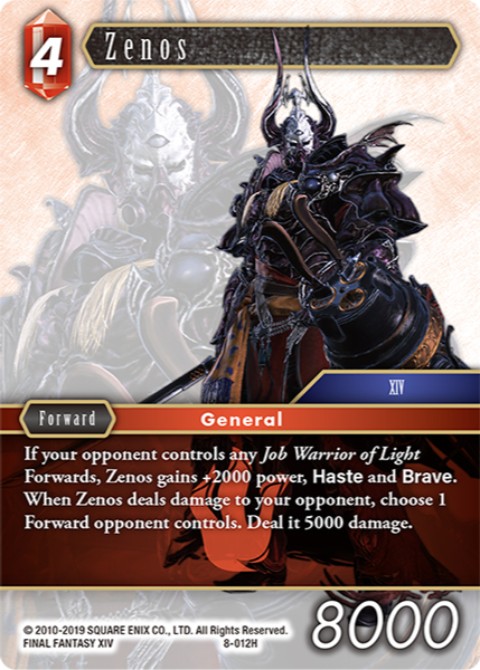 4
Zenos
XIV
Forward
General
If your opponent controls any Job Warrior of Light
Forwards, Zenos gains +2000 power, Haste and Brave.
When Zenos deals damage to your opponent, choose 1
Forward opponent controls. Deal it 5000 damage.
© 2010-2019 SQUARE ENIX CO., LTD. All Rights Reserved.
FINAL FANTASY XIV 8-012H
8000